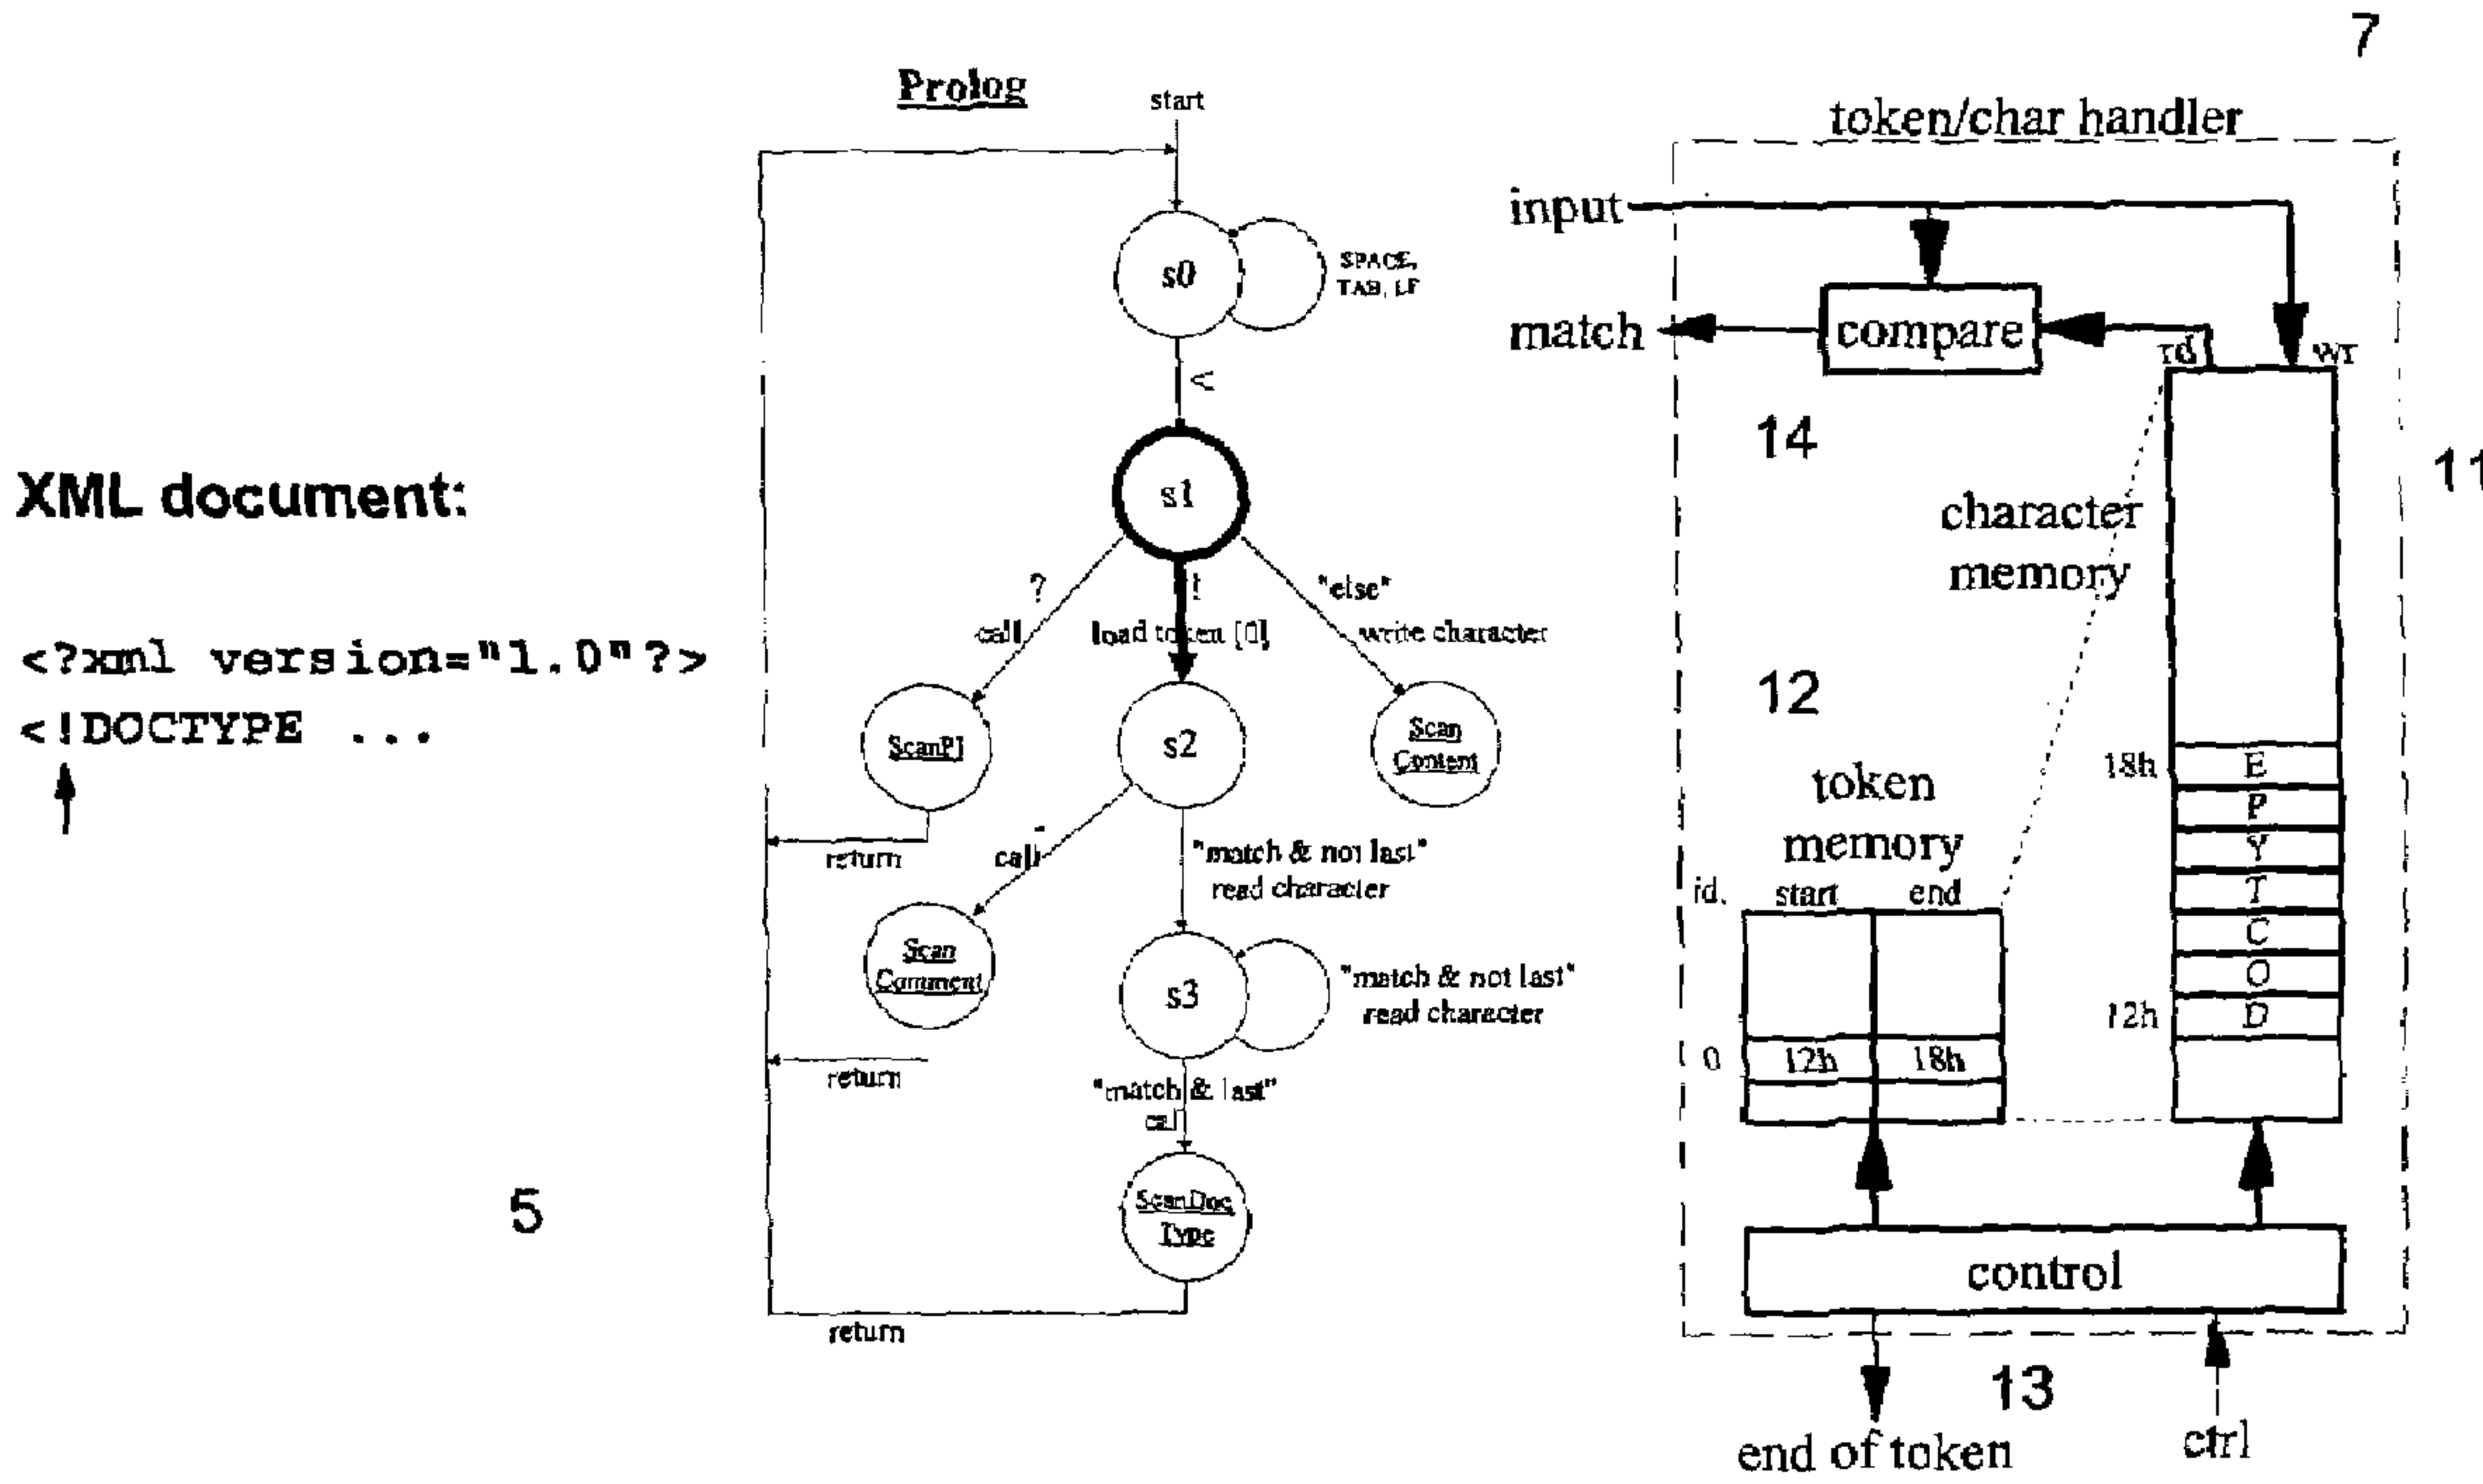 7
Prolog
start
token/char handler
input
s0
SPACE,
TAB, LF
match
compare
rd
wr
<
14
11
XML document:
s1
character
memory
?
!
"else"
call
load token [0]
write character
<?xml version="1.0"?>
<!DOCTYPE ...
12
ScanPI
s2
Scan
Content
token
memory
18h
E
P
Y
T
C
O
12h
D
return
call
-
"match & not last"
read character
id.
start
end
Scan
Comment
s3
"match & not last"
read character
0
12h
18h
return
"match & last"
call
5
ScanDoc
Type
control
return
13
end of token
ctrl